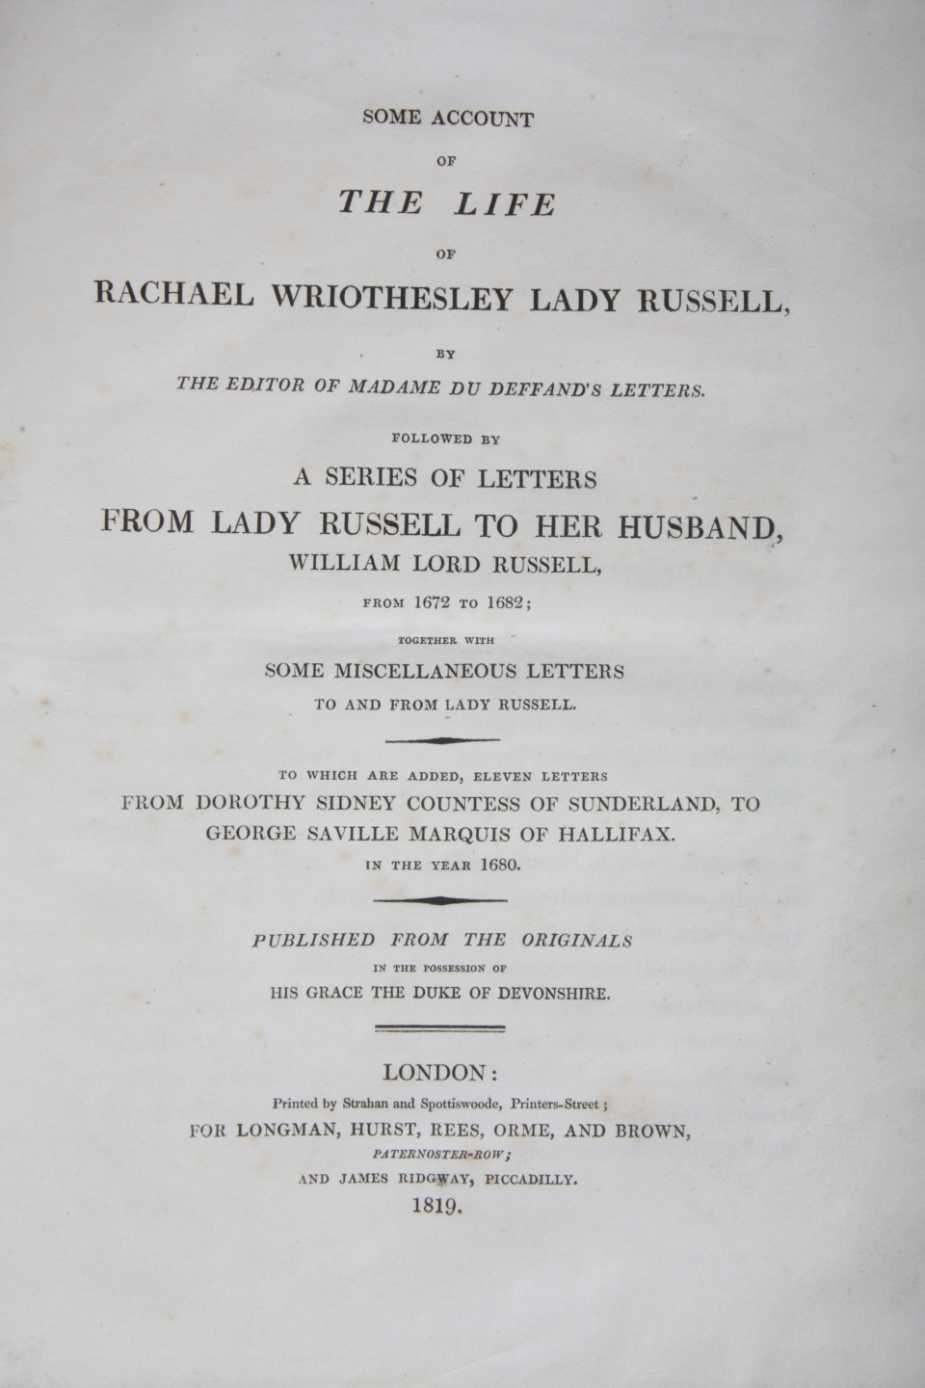 SOME ACCOUNT
OF
THE LIFE
OF
RACHAEL WRIOTHESLEY LADY RUSSELL,
BY
THE EDITOR OF MADAME DU DEFFAND'S LETTERS.
FOLLOWED BY
A SERIES OF LETTERS
FROM LADY RUSSELL TO HER HUSBAND,
WILLIAM LORD RUSSELL,
FROM 1672 TO 1682;
TOGETHER WITH
SOME MISCELLANEOUS LETTERS
TO AND FROM LADY RUSSELL.
TO WHICH ARE ADDED, ELEVEN LETTERS
FROM DOROTHY SIDNEY COUNTESS OF SUNDERLAND, TO
GEORGE SAVILLE MARQUIS OF HALLIFAX.
IN THE YEAR 1680.
PUBLISHED FROM THE ORIGINALS
IN THE POSSESSION OF
HIS GRACE THE DUKE OF DEVONSHIRE.
LONDON:
Printed by Strahan and Spottiswoode, Printers-Street;
FOR LONGMAN, HURST, REES, ORME, AND BROWN,
PATERNOSTER-ROW;
AND JAMES RIDGWAY, PICCADILLY.
1819.